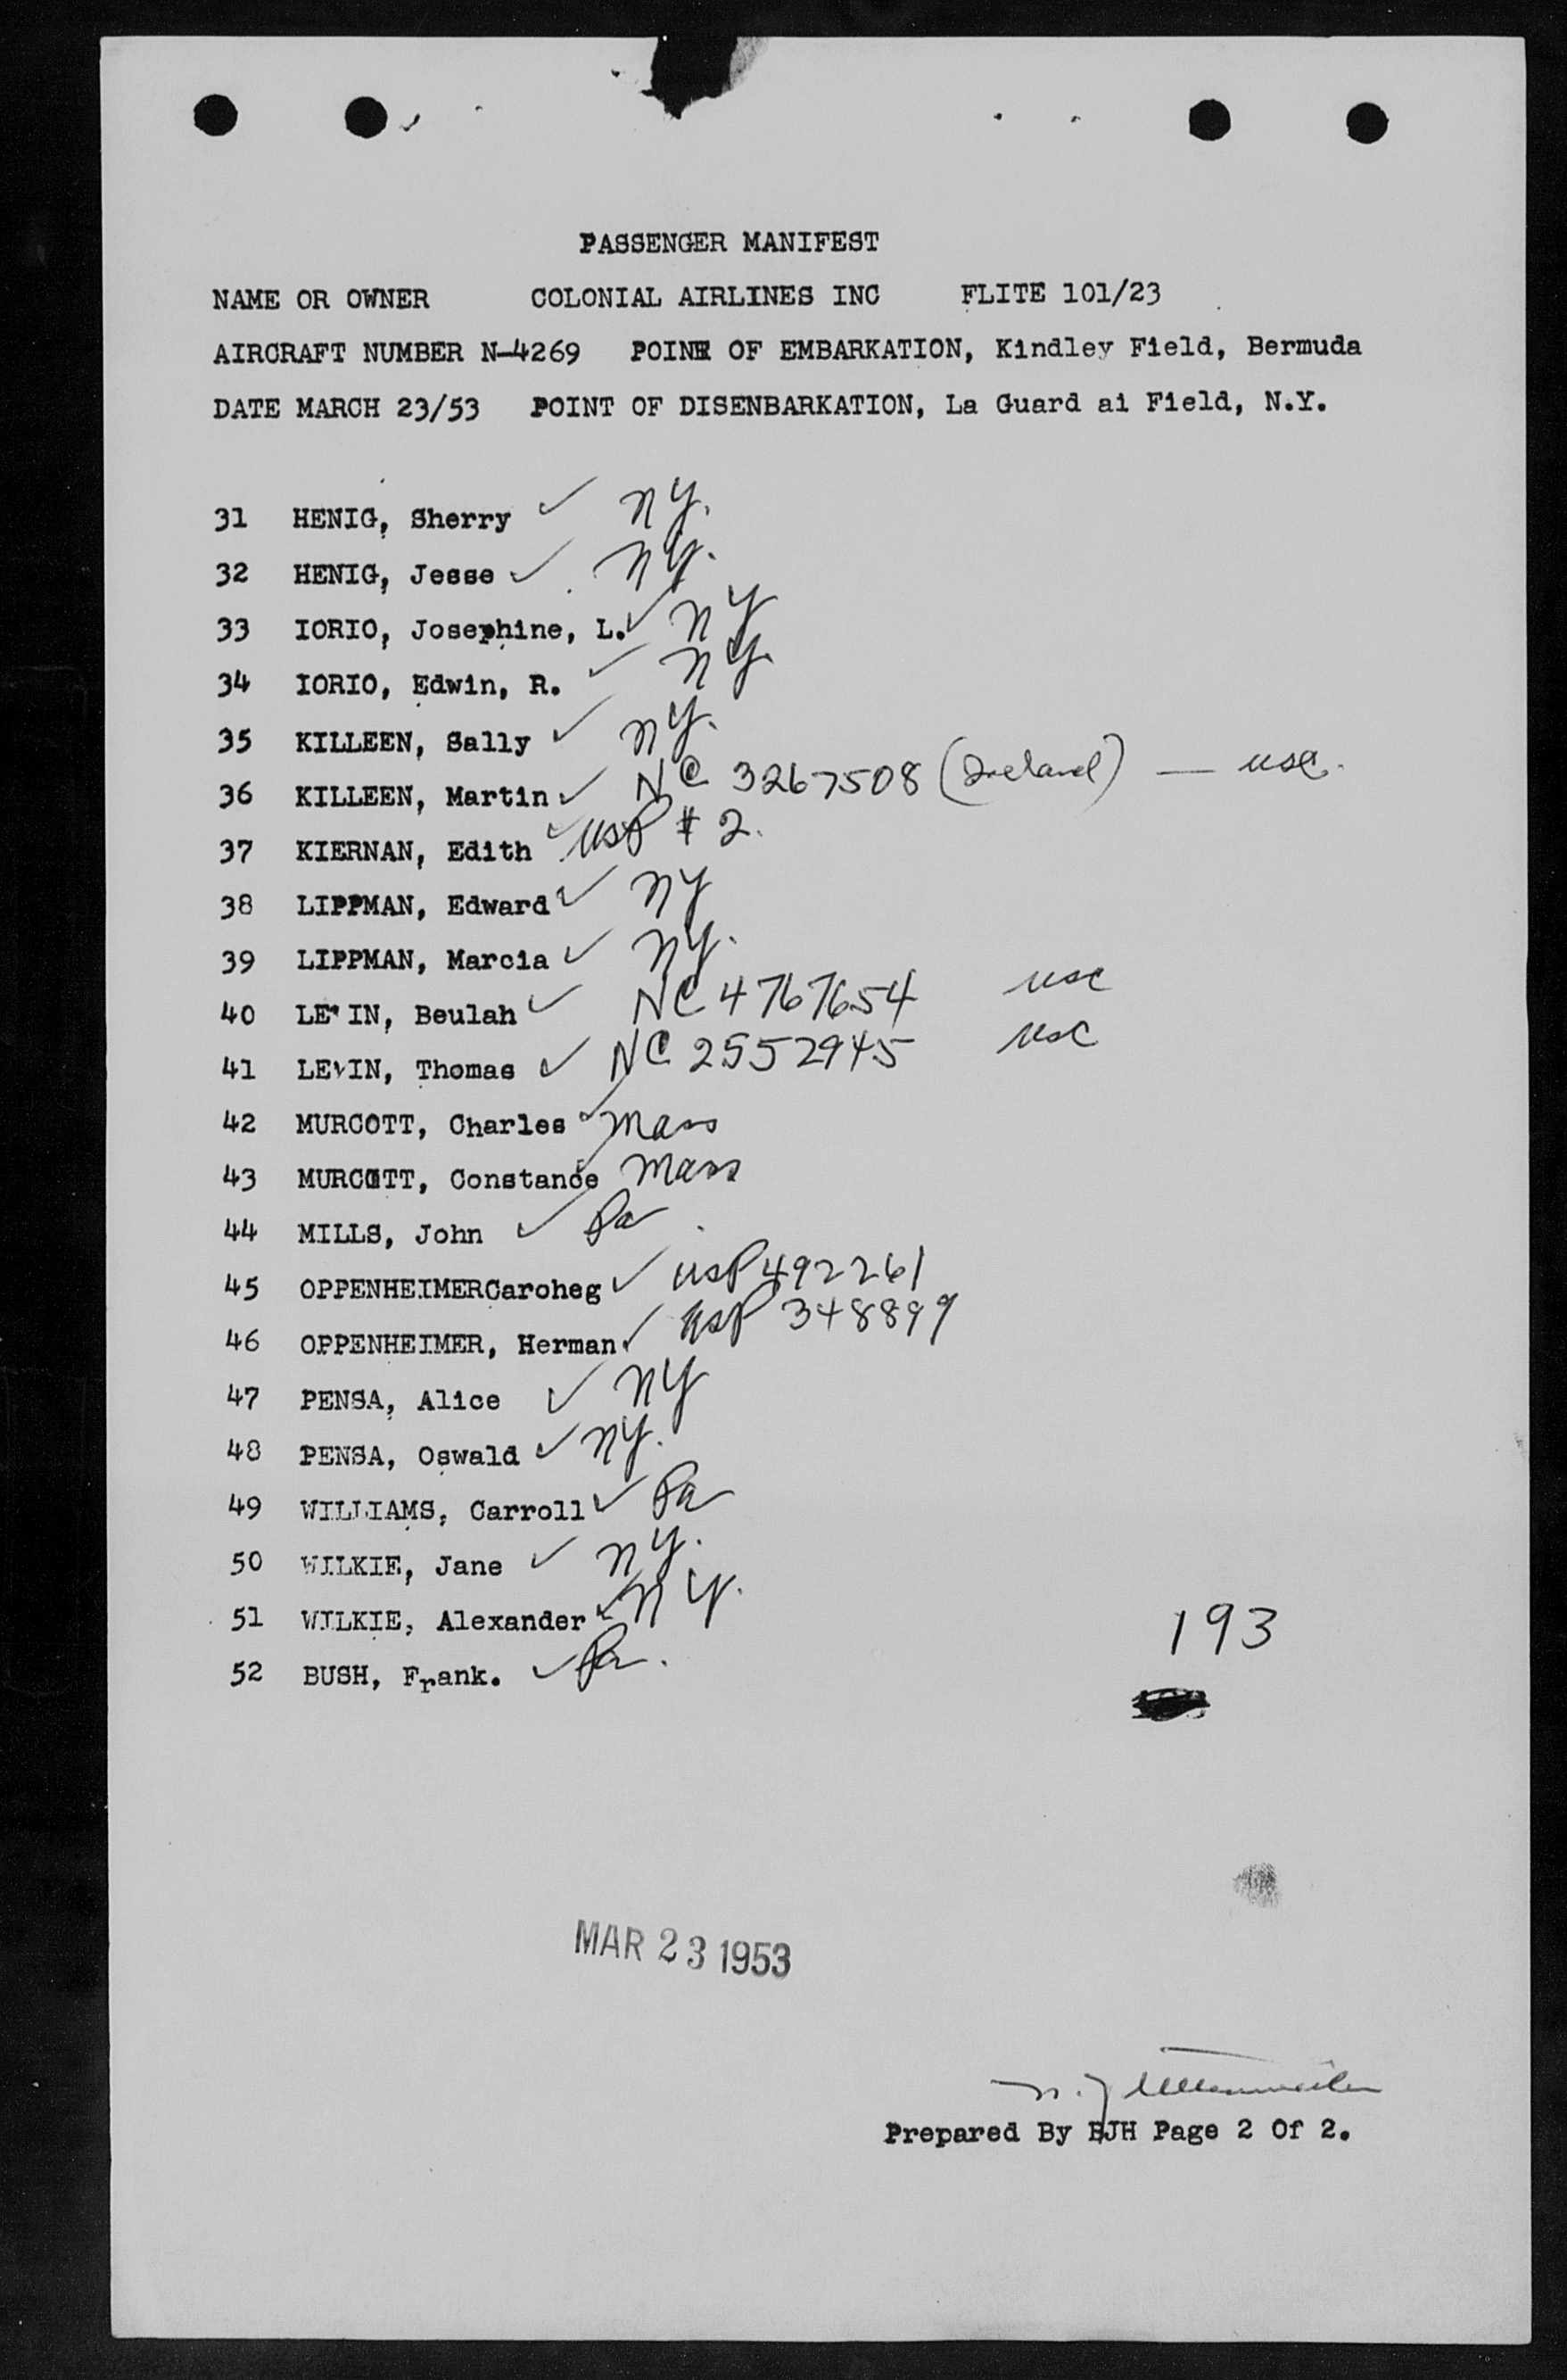 PASSENGER MANIFEST
NAME OR OWNER COLONIAL AIRLINES INC FLITE 101/23
AIRCRAFT NUMBER N-4269 POINT OF EMBARKATION, Kindley Field, Bermuda
DATE MARCH 23/53 POINT OF DISENBARKATION, La Guard ai Field, N.Y.
31 HENIG, Sherry ✓ NY.
32 HENIG, Jesse ✓ NY.
33 IORIO, Josephine, L. ✓ NY
34 IORIO, Edwin, R. ✓ NY.
35 KILLEEN, Sally ✓ NY.
36 KILLEEN, Martin ✓ NC 3267508 (Ireland) — USC.
37 KIERNAN, Edith ✓ USP # 2.
38 LIPPMAN, Edward ✓ NY
39 LIPPMAN, Marcia ✓ NY.
40 LEVIN, Beulah ✓ NC 4767654 USC
41 LEVIN, Thomas ✓ NC 2552945 USC
42 MURCOTT, Charles ✓ Mass
43 MURCOTT, Constance ✓ Mass
44 MILLS, John ✓ Pa
45 OPPENHEIMERCaroheg ✓ USP 492261
46 OPPENHEIMER, Herman ✓ USP 348899
47 PENSA, Alice ✓ NY
48 PENSA, Oswald ✓ NY.
49 WILLIAMS, Carroll ✓ Pa
50 WILKIE, Jane ✓ NY.
51 WILKIE, Alexander ✓ NY.
52 BUSH, Frank. ✓ Pa.
193
MAR 23 1953
Prepared By BJH Page 2 Of 2.